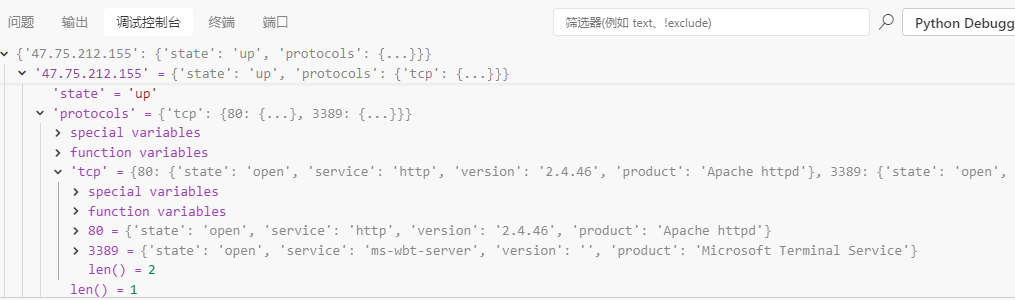 问题 输出 调试控制台 终端 端口 筛选器(例如 text、!exclude) Python Debugg
{'47.75.212.155': {'state': 'up', 'protocols': {...}}}
'47.75.212.155' = {'state': 'up', 'protocols': {'tcp': {...}}}
'state' = 'up'
'protocols' = {'tcp': {80: {...}, 3389: {...}}}
special variables
function variables
'tcp' = {80: {'state': 'open', 'service': 'http', 'version': '2.4.46', 'product': 'Apache httpd'}, 3389: {'state': 'open',
special variables
function variables
80 = {'state': 'open', 'service': 'http', 'version': '2.4.46', 'product': 'Apache httpd'}
3389 = {'state': 'open', 'service': 'ms-wbt-server', 'version': '', 'product': 'Microsoft Terminal Service'}
len() = 2
len() = 1